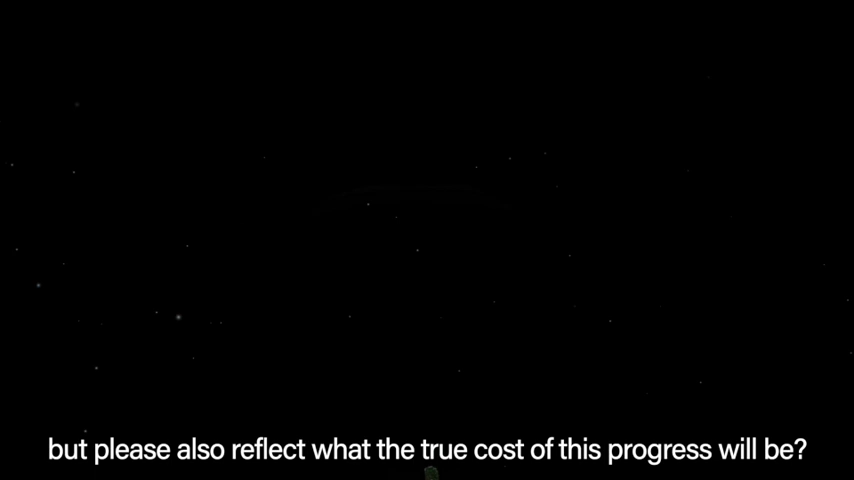 but please also reflect what the true cost of this progress will be?